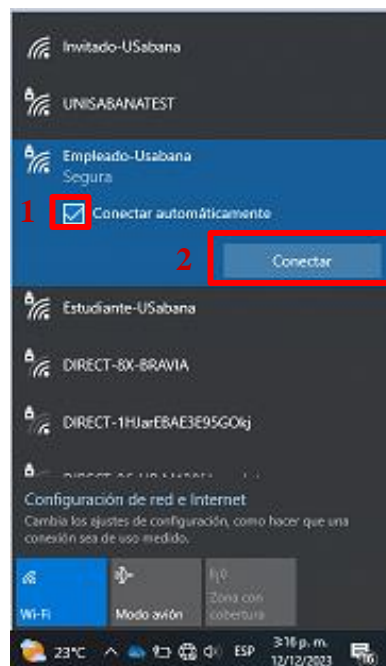 Invitado-USabana
UNISABANATEST
Empleado-Usabana
Segura
1
Conectar automáticamente
2
Conectar
Estudiante-USabana
DIRECT-8X-BRAVIA
DIRECT-1HJarEBAE3E95GOkj
Configuración de red e Internet
Cambia los ajustes de configuración, como hacer que una
conexión sea de uso medido.
Wi-Fi
Modo avión
Zona con
cobertura
23°C
ESP
3:16 p. m.
12/12/2023